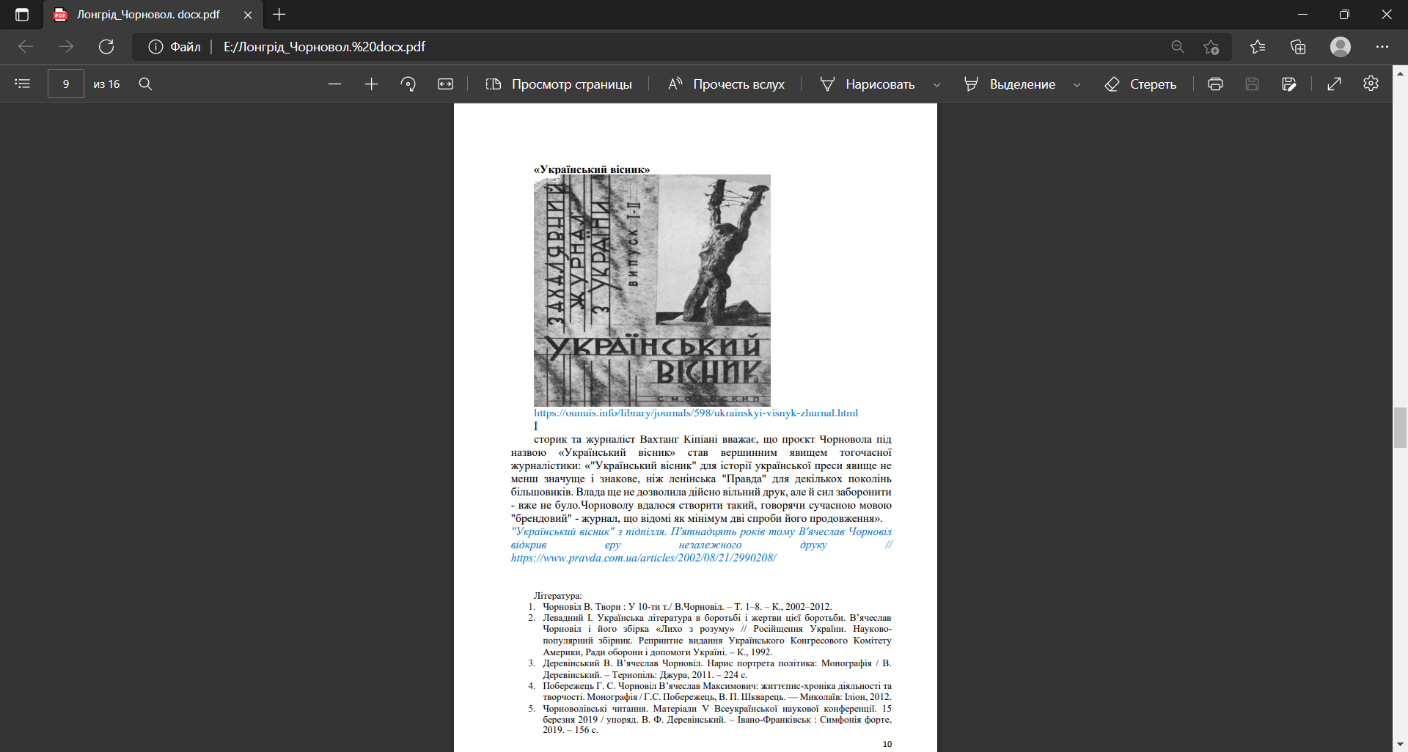 Лонгрід_Чорновол. docx.pdf
Файл | E:/Лонгрід_Чорновол.%20docx.pdf
9 из 16 Просмотр страницы Прочесть вслух Нарисовать Выделение Стереть
«Український вісник»
ЗАХАЛЯВНИЙ
ЖУРНАЛ
З УКРАЇНИ
ВИПУСК I-II
УКРАЇНСЬКИЙ
ВІСНИК
СМОЛОСКИП
https://ounuis.info/library/journals/598/ukrainskyi-visnyk-zhurnal.html
І
сторик та журналіст Вахтанг Кіпіані вважає, що проєкт Чорновола під
назвою «Український вісник» став вершинним явищем тогочасної
журналістики: «"Український вісник" для історії української преси явище не
менш значуще і знакове, ніж ленінська "Правда" для декількох поколінь
більшовиків. Влада ще не дозволила дійсно вільний друк, але й сил заборонити
- вже не було.Чорноволу вдалося створити такий, говорячи сучасною мовою
"брендовий" - журнал, що відомі як мінімум дві спроби його продовження».
"Український вісник" з підпілля. П'ятнадцять років тому В'ячеслав Чорновіл
відкрив еру незалежного друку //
https://www.pravda.com.ua/articles/2002/08/21/2990208/
Література:
1. Чорновіл В. Твори : У 10-ти т./ В.Чорновіл. – Т. 1–8. – К., 2002–2012.
2. Левадний І. Українська література в боротьбі і жертви цієї боротьби. В’ячеслав
Чорновіл і його збірка «Лихо з розуму» // Російщення України. Науково-
популярний збірник. Репринтне видання Українського Конгресового Комітету
Америки, Ради оборони і допомоги Україні. – К., 1992.
3. Деревінський В. В’ячеслав Чорновіл. Нарис портрета політика: Монографія / В.
Деревінський. – Тернопіль: Джура, 2011. – 224 с.
4. Побережець Г. С. Чорновіл В’ячеслав Максимович: життєпис-хроніка діяльності та
творчості. Монографія / Г.С. Побережець, В. П. Шкварець. — Миколаїв: Іліон, 2012.
5. Чорноволівські читання. Матеріали V Всеукраїнської наукової конференції. 15
березня 2019 / упоряд. В. Ф. Деревінський. – Івано-Франківськ : Симфонія форте,
2019. – 156 с.
10